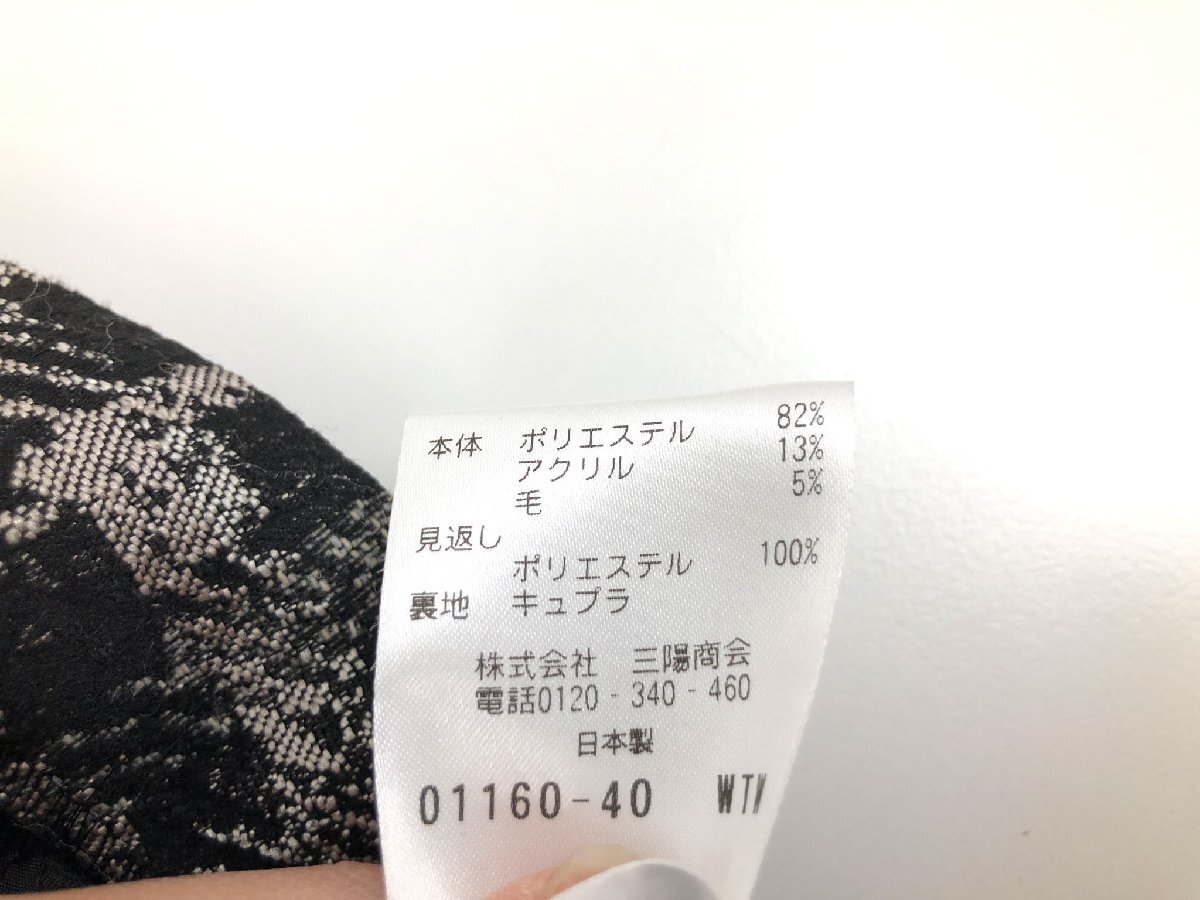 本体 ポリエステル 82%
アクリル 13%
毛 5%
見返し
ポリエステル 100%
裏地 キュプラ
株式会社 三陽商会
電話0120-340-460
日本製
01160-40 WTW